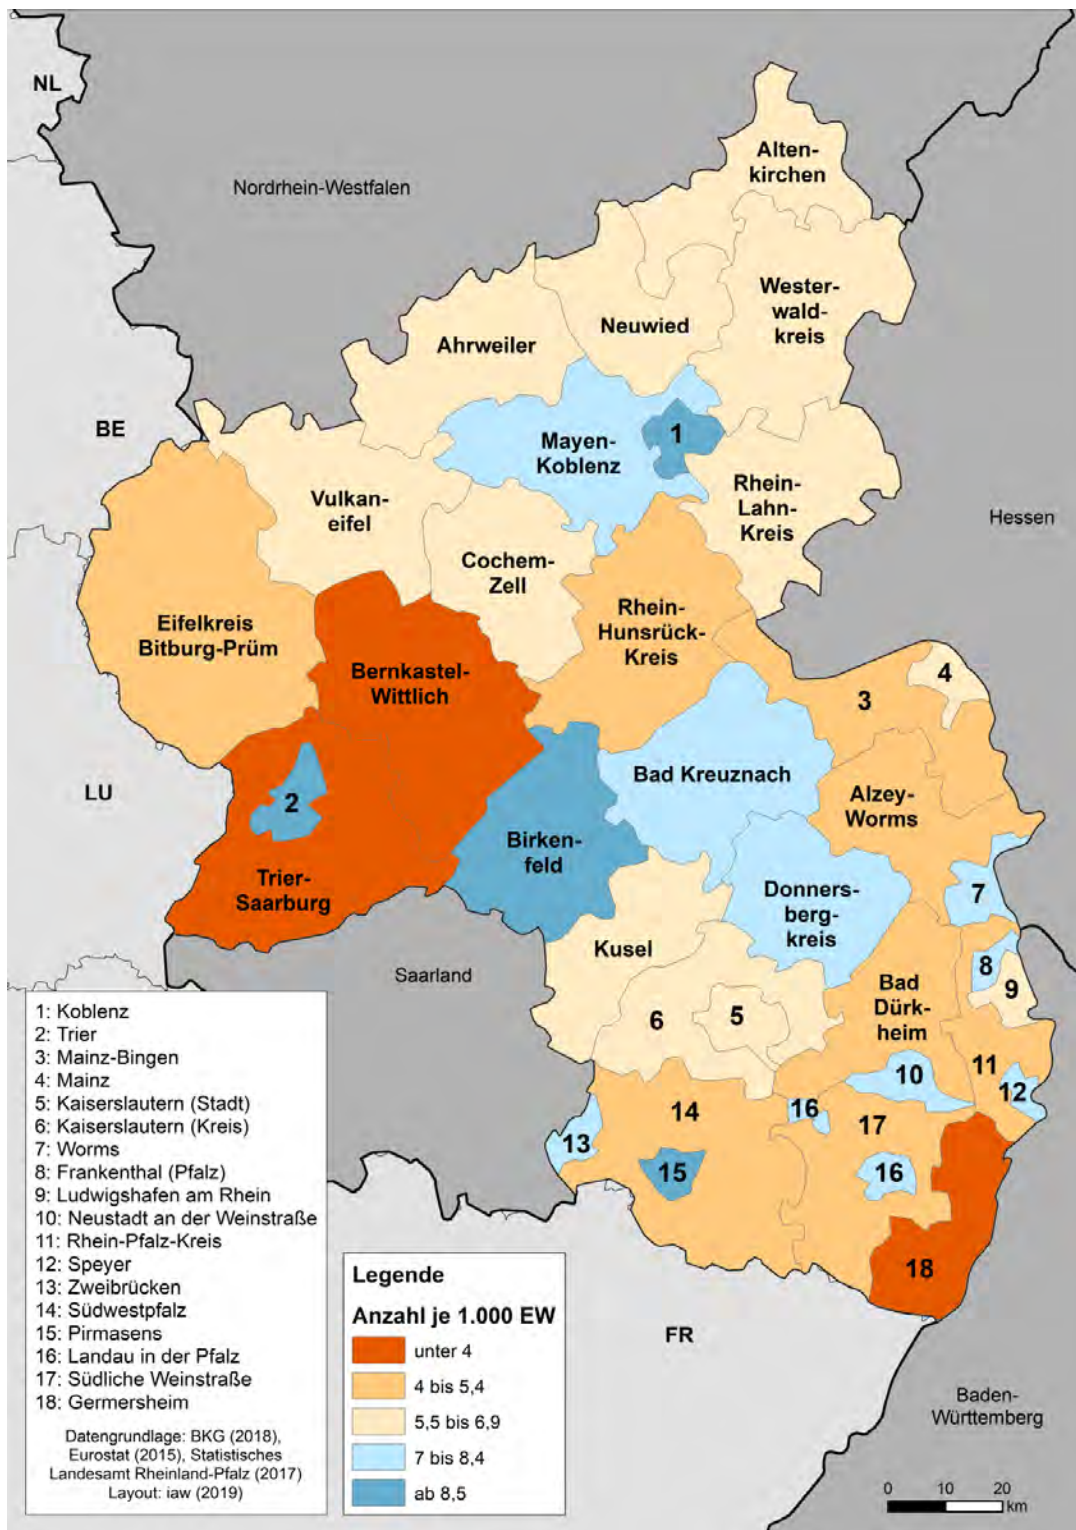 NL
Alten-
kirchen
Nordrhein-Westfalen
Wester-
wald-
kreis
Neuwied
Ahrweiler
BE
1
Mayen-
Koblenz
Rhein-
Lahn-
Kreis
Vulkan-
eifel
Hessen
Cochem-
Zell
Rhein-
Hunsrück-
Kreis
Eifelkreis
Bitburg-Prüm
Bernkastel-
Wittlich
4
3
Bad Kreuznach
LU
2
Alzey-
Worms
Birken-
feld
Trier-
Saarburg
Donners-
berg-
kreis
7
Kusel
Saarland
8
9
Bad
Dürk-
heim
6
5
11
10
12
16
14
17
13
15
16
18
1: Koblenz
2: Trier
3: Mainz-Bingen
4: Mainz
5: Kaiserslautern (Stadt)
6: Kaiserslautern (Kreis)
7: Worms
8: Frankenthal (Pfalz)
9: Ludwigshafen am Rhein
10: Neustadt an der Weinstraße
11: Rhein-Pfalz-Kreis
12: Speyer
13: Zweibrücken
14: Südwestpfalz
15: Pirmasens
16: Landau in der Pfalz
17: Südliche Weinstraße
18: Germersheim
Datengrundlage: BKG (2018),
Eurostat (2015), Statistisches
Landesamt Rheinland-Pfalz (2017)
Layout: iaw (2019)
Legende
Anzahl je 1.000 EW
unter 4
4 bis 5,4
5,5 bis 6,9
7 bis 8,4
ab 8,5
FR
Baden-
Württemberg
0 10 20
km